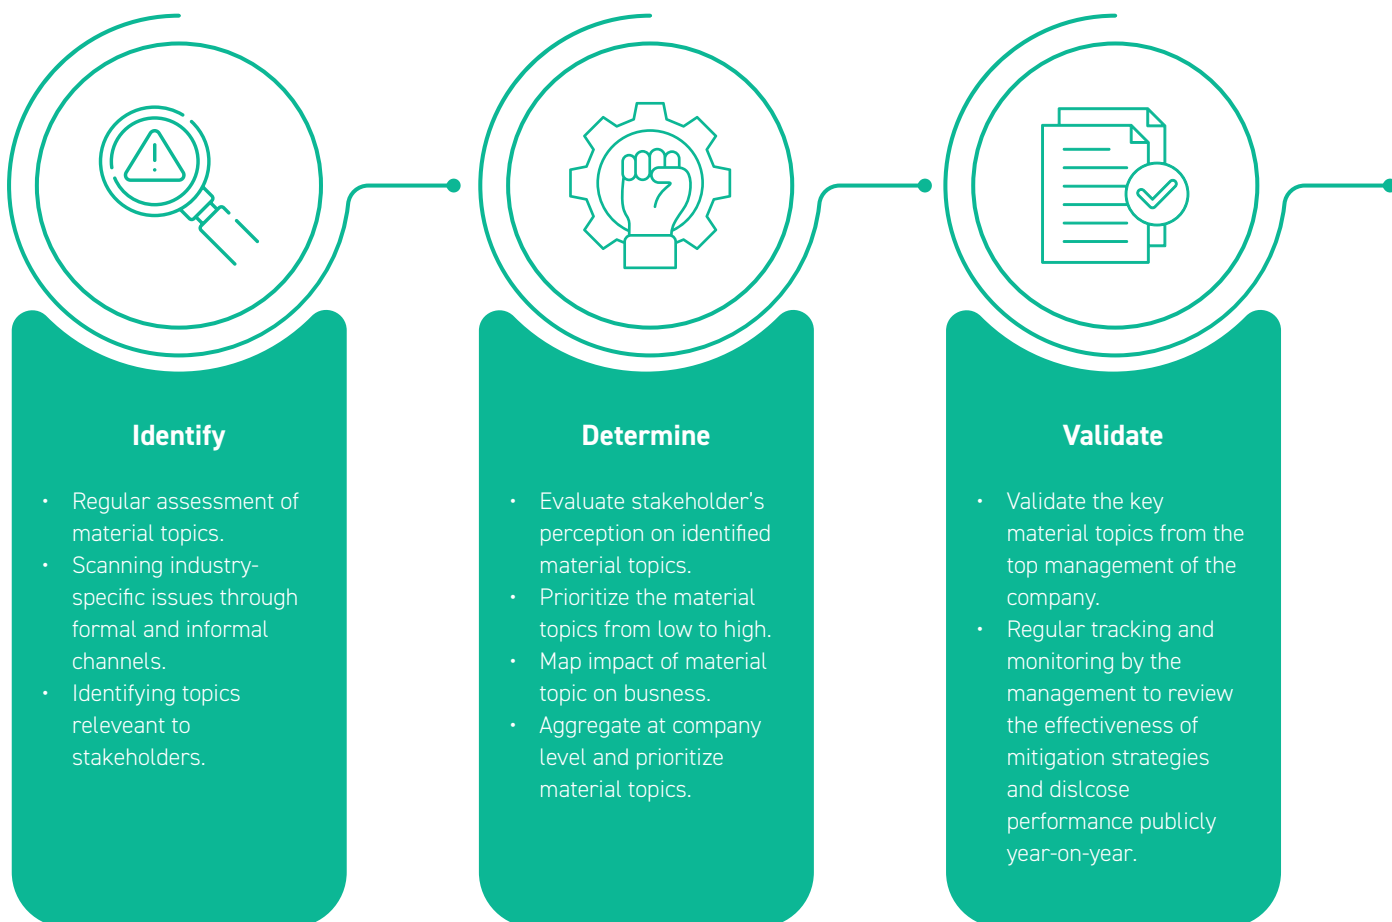 Identify
• Regular assessment of
material topics.
• Scanning industry-
specific issues through
formal and informal
channels.
• Identifying topics
releveant to
stakeholders.
Determine
• Evaluate stakeholder's
perception on identified
material topics.
• Prioritize the material
topics from low to high.
• Map impact of material
topic on busness.
• Aggregate at company
level and prioritize
material topics.
Validate
• Validate the key
material topics from the
top management of the
company.
• Regular tracking and
monitoring by the
management to review
the effectiveness of
mitigation strategies
and dislcose
performance publicly
year-on-year.